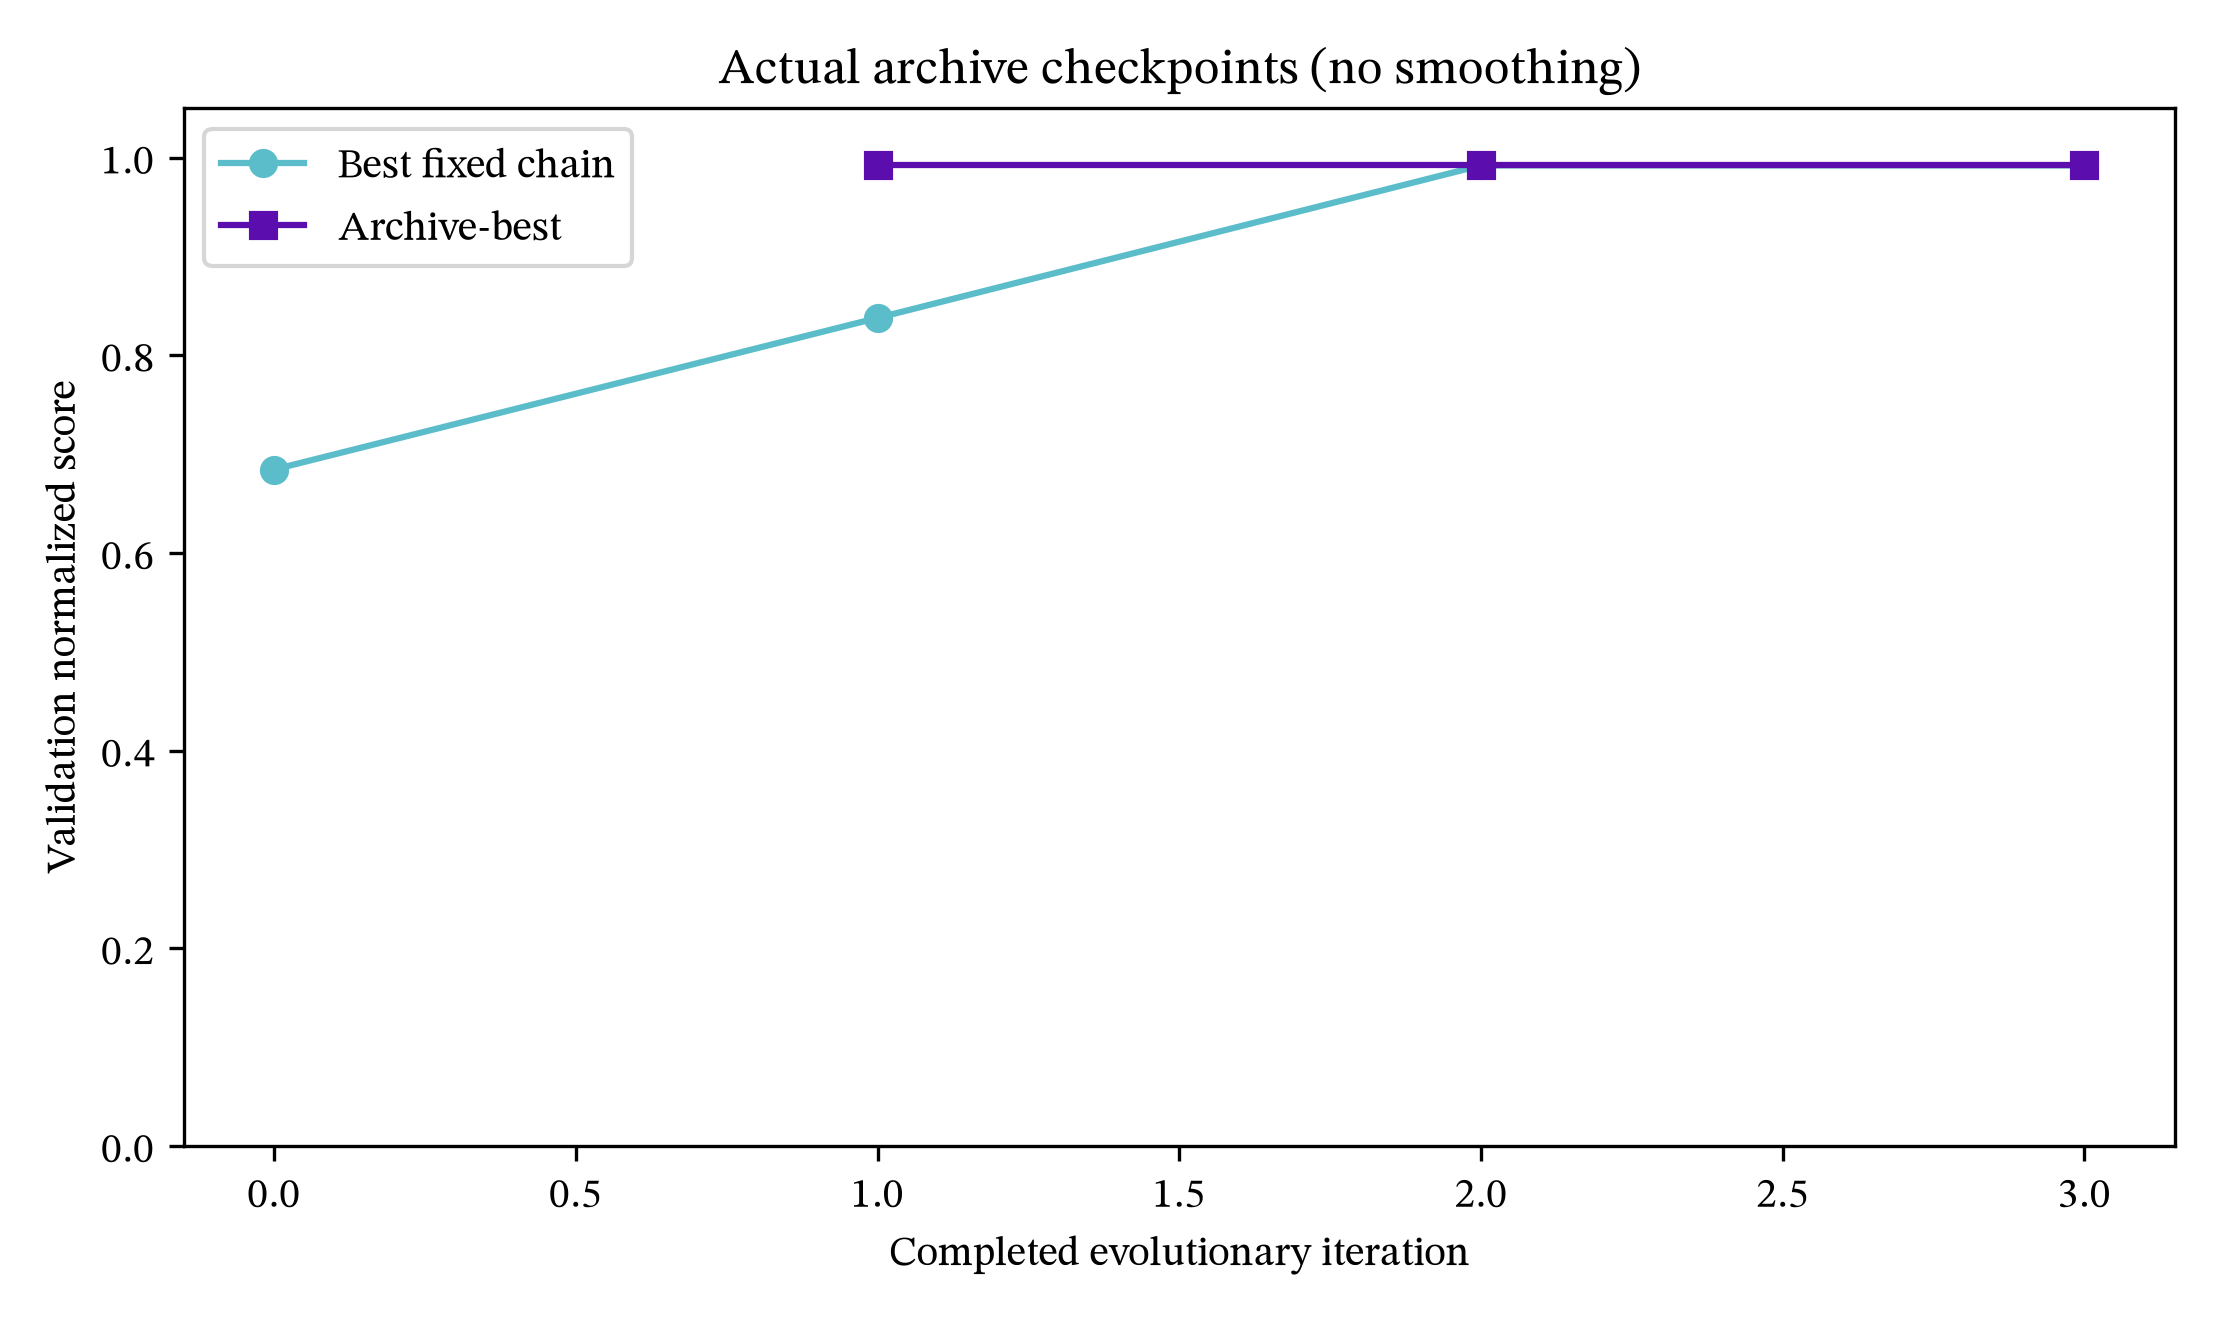 Actual archive checkpoints (no smoothing)
Best fixed chain
Archive-best
Validation normalized score
1.0
0.8
0.6
0.4
0.2
0.0
0.0 0.5 1.0 1.5 2.0 2.5 3.0
Completed evolutionary iteration